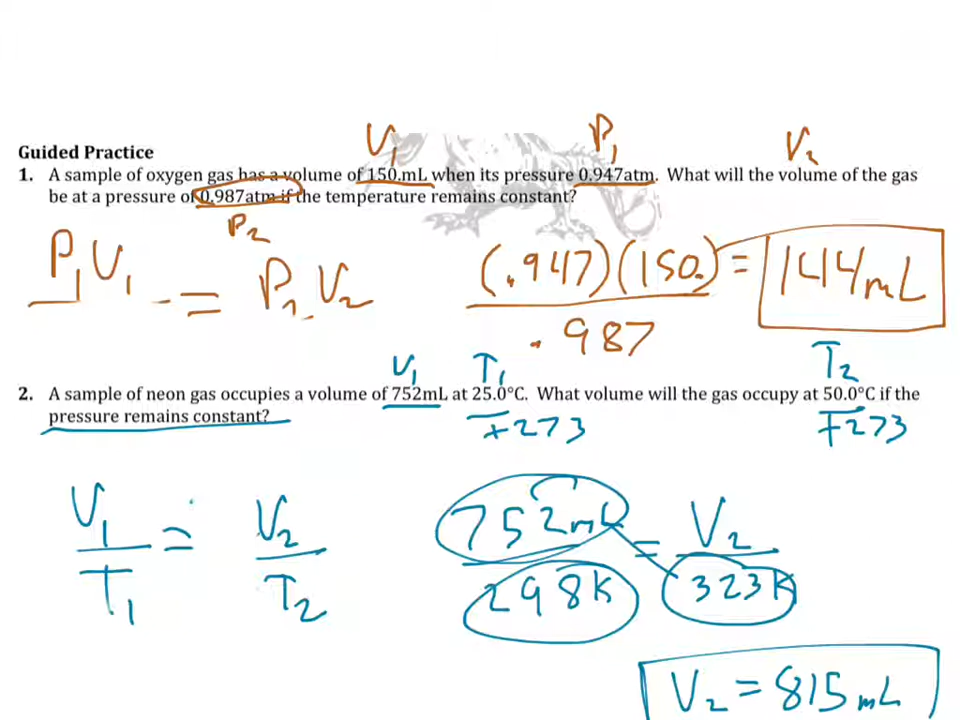 Guided Practice
V₁ P₁ V₂
1. A sample of oxygen gas has a volume of 150.mL when its pressure 0.947atm. What will the volume of the gas
be at a pressure of 0.987atm if the temperature remains constant?
P₂
P₁V₁ = P₂V₂ (.947)(150.) = 144mL
.987
V₁ T₁ T₂
2. A sample of neon gas occupies a volume of 752mL at 25.0°C. What volume will the gas occupy at 50.0°C if the
pressure remains constant?
+273 +273
V₁ = V₂ 752mL = V₂
T₁ T₂ 298K 323K
V₂ = 815mL